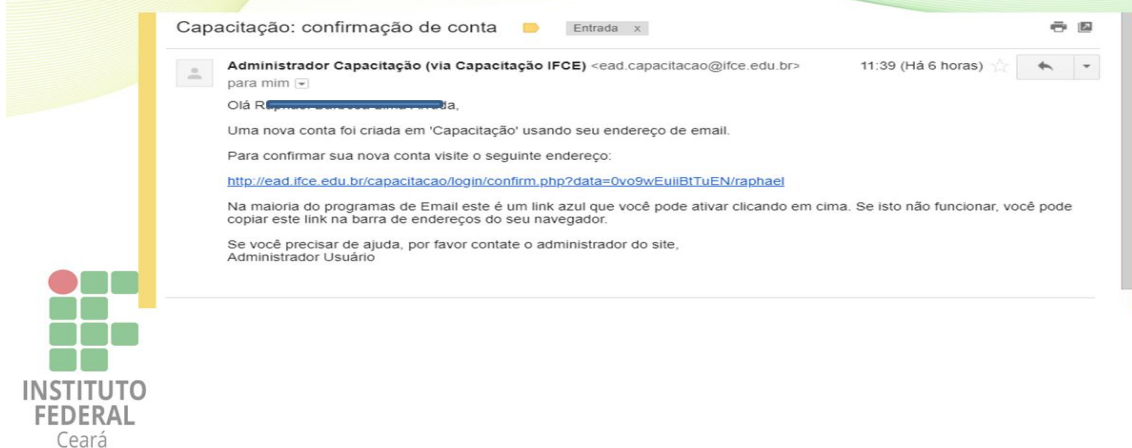 Capacitação: confirmação de conta Entrada x
Administrador Capacitação (via Capacitação IFCE) <ead.capacitacao@ifce.edu.br> 11:39 (Há 6 horas)
para mim
Olá
Uma nova conta foi criada em 'Capacitação' usando seu endereço de email.
Para confirmar sua nova conta visite o seguinte endereço:
http://ead.ifce.edu.br/capacitacao/login/confirm.php?data=0vo9wEuiiBtTuEN/raphael
Na maioria do programas de Email este é um link azul que você pode ativar clicando em cima. Se isto não funcionar, você pode
copiar este link na barra de endereços do seu navegador.
Se você precisar de ajuda, por favor contate o administrador do site,
Administrador Usuário
INSTITUTO
FEDERAL
Ceará